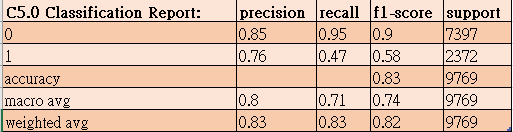 C5.0 Classification Report: precision recall f1-score support
0 0.85 0.95 0.9 7397
1 0.76 0.47 0.58 2372
accuracy 0.83 9769
macro avg 0.8 0.71 0.74 9769
weighted avg 0.83 0.83 0.82 9769